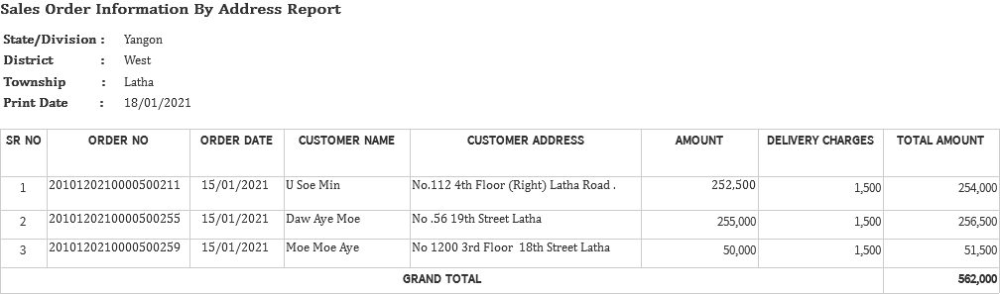 Sales Order Information By Address Report
State/Division : Yangon
District : West
Township : Latha
Print Date : 18/01/2021
SR NO ORDER NO ORDER DATE CUSTOMER NAME CUSTOMER ADDRESS AMOUNT DELIVERY CHARGES TOTAL AMOUNT
1 2010120210000500211 15/01/2021 U Soe Min No.112 4th Floor (Right) Latha Road . 252,500 1,500 254,000
2 2010120210000500255 15/01/2021 Daw Aye Moe No .56 19th Street Latha 255,000 1,500 256,500
3 2010120210000500259 15/01/2021 Moe Moe Aye No 1200 3rd Floor 18th Street Latha 50,000 1,500 51,500
GRAND TOTAL 562,000